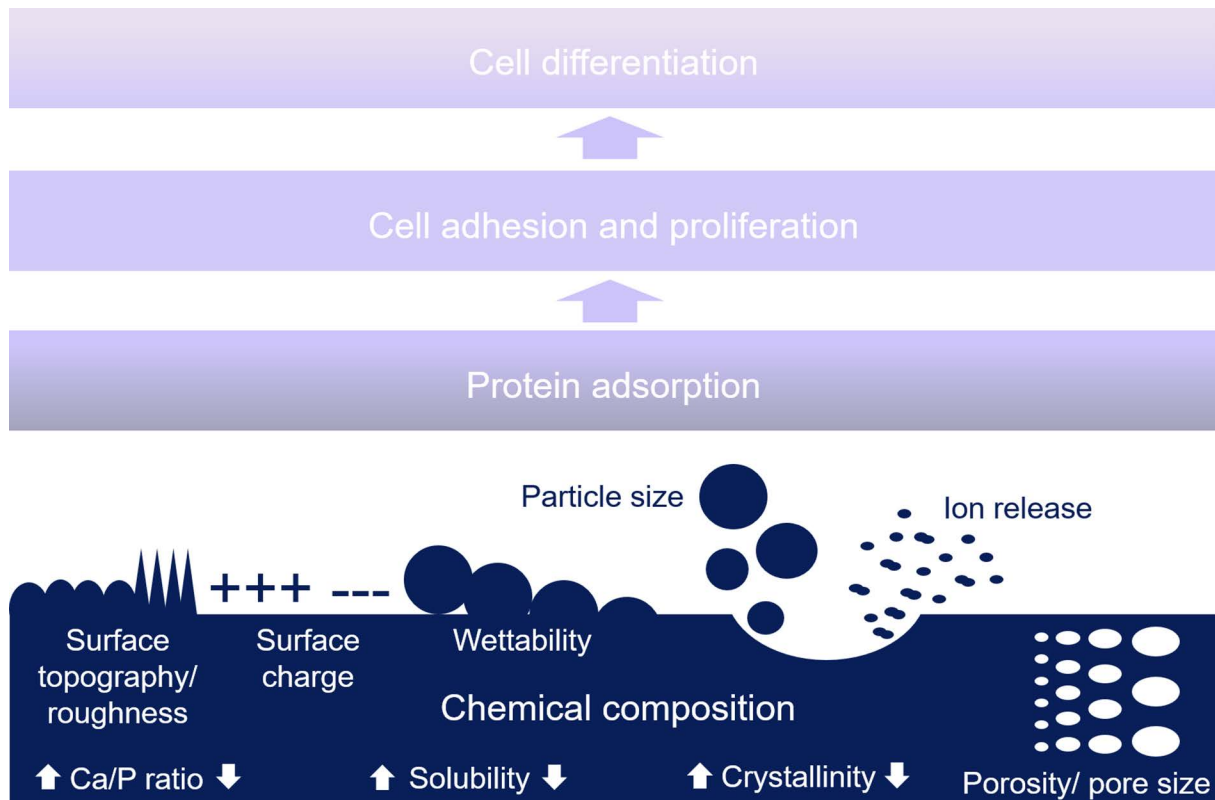 Cell differentiation
Cell adhesion and proliferation
Protein adsorption
Particle size
Ion release
+++ ---
Surface
topography/
roughness
Surface
charge
Wettability
Chemical composition
Ca/P ratio
Solubility
Crystallinity
Porosity/ pore size